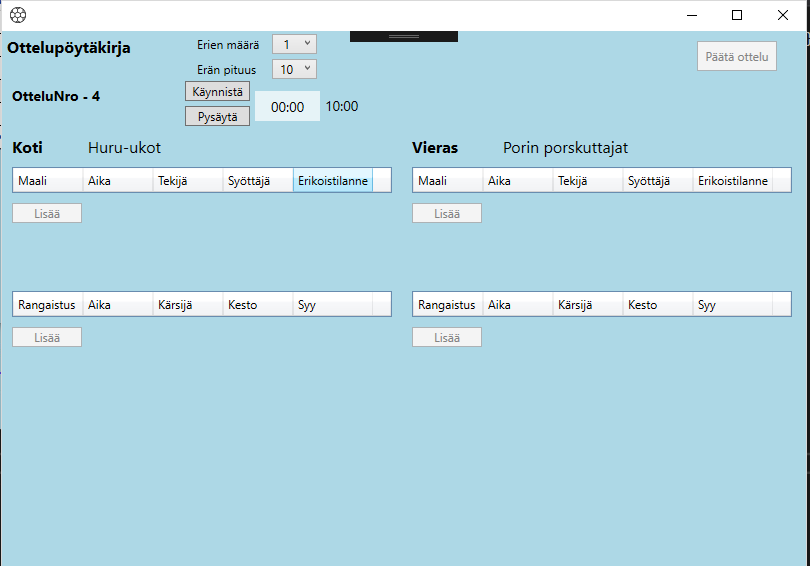 Ottelupöytäkirja
Erien määrä 1
Päätä ottelu
Erän pituus 10
OtteluNro - 4
Käynnistä
00:00 10:00
Pysäytä
Koti Huru-ukot
Vieras Porin porskuttajat
Maali Aika Tekijä Syöttäjä Erikoistilanne
Maali Aika Tekijä Syöttäjä Erikoistilanne
Lisää
Lisää
Rangaistus Aika Kärsijä Kesto Syy
Rangaistus Aika Kärsijä Kesto Syy
Lisää
Lisää